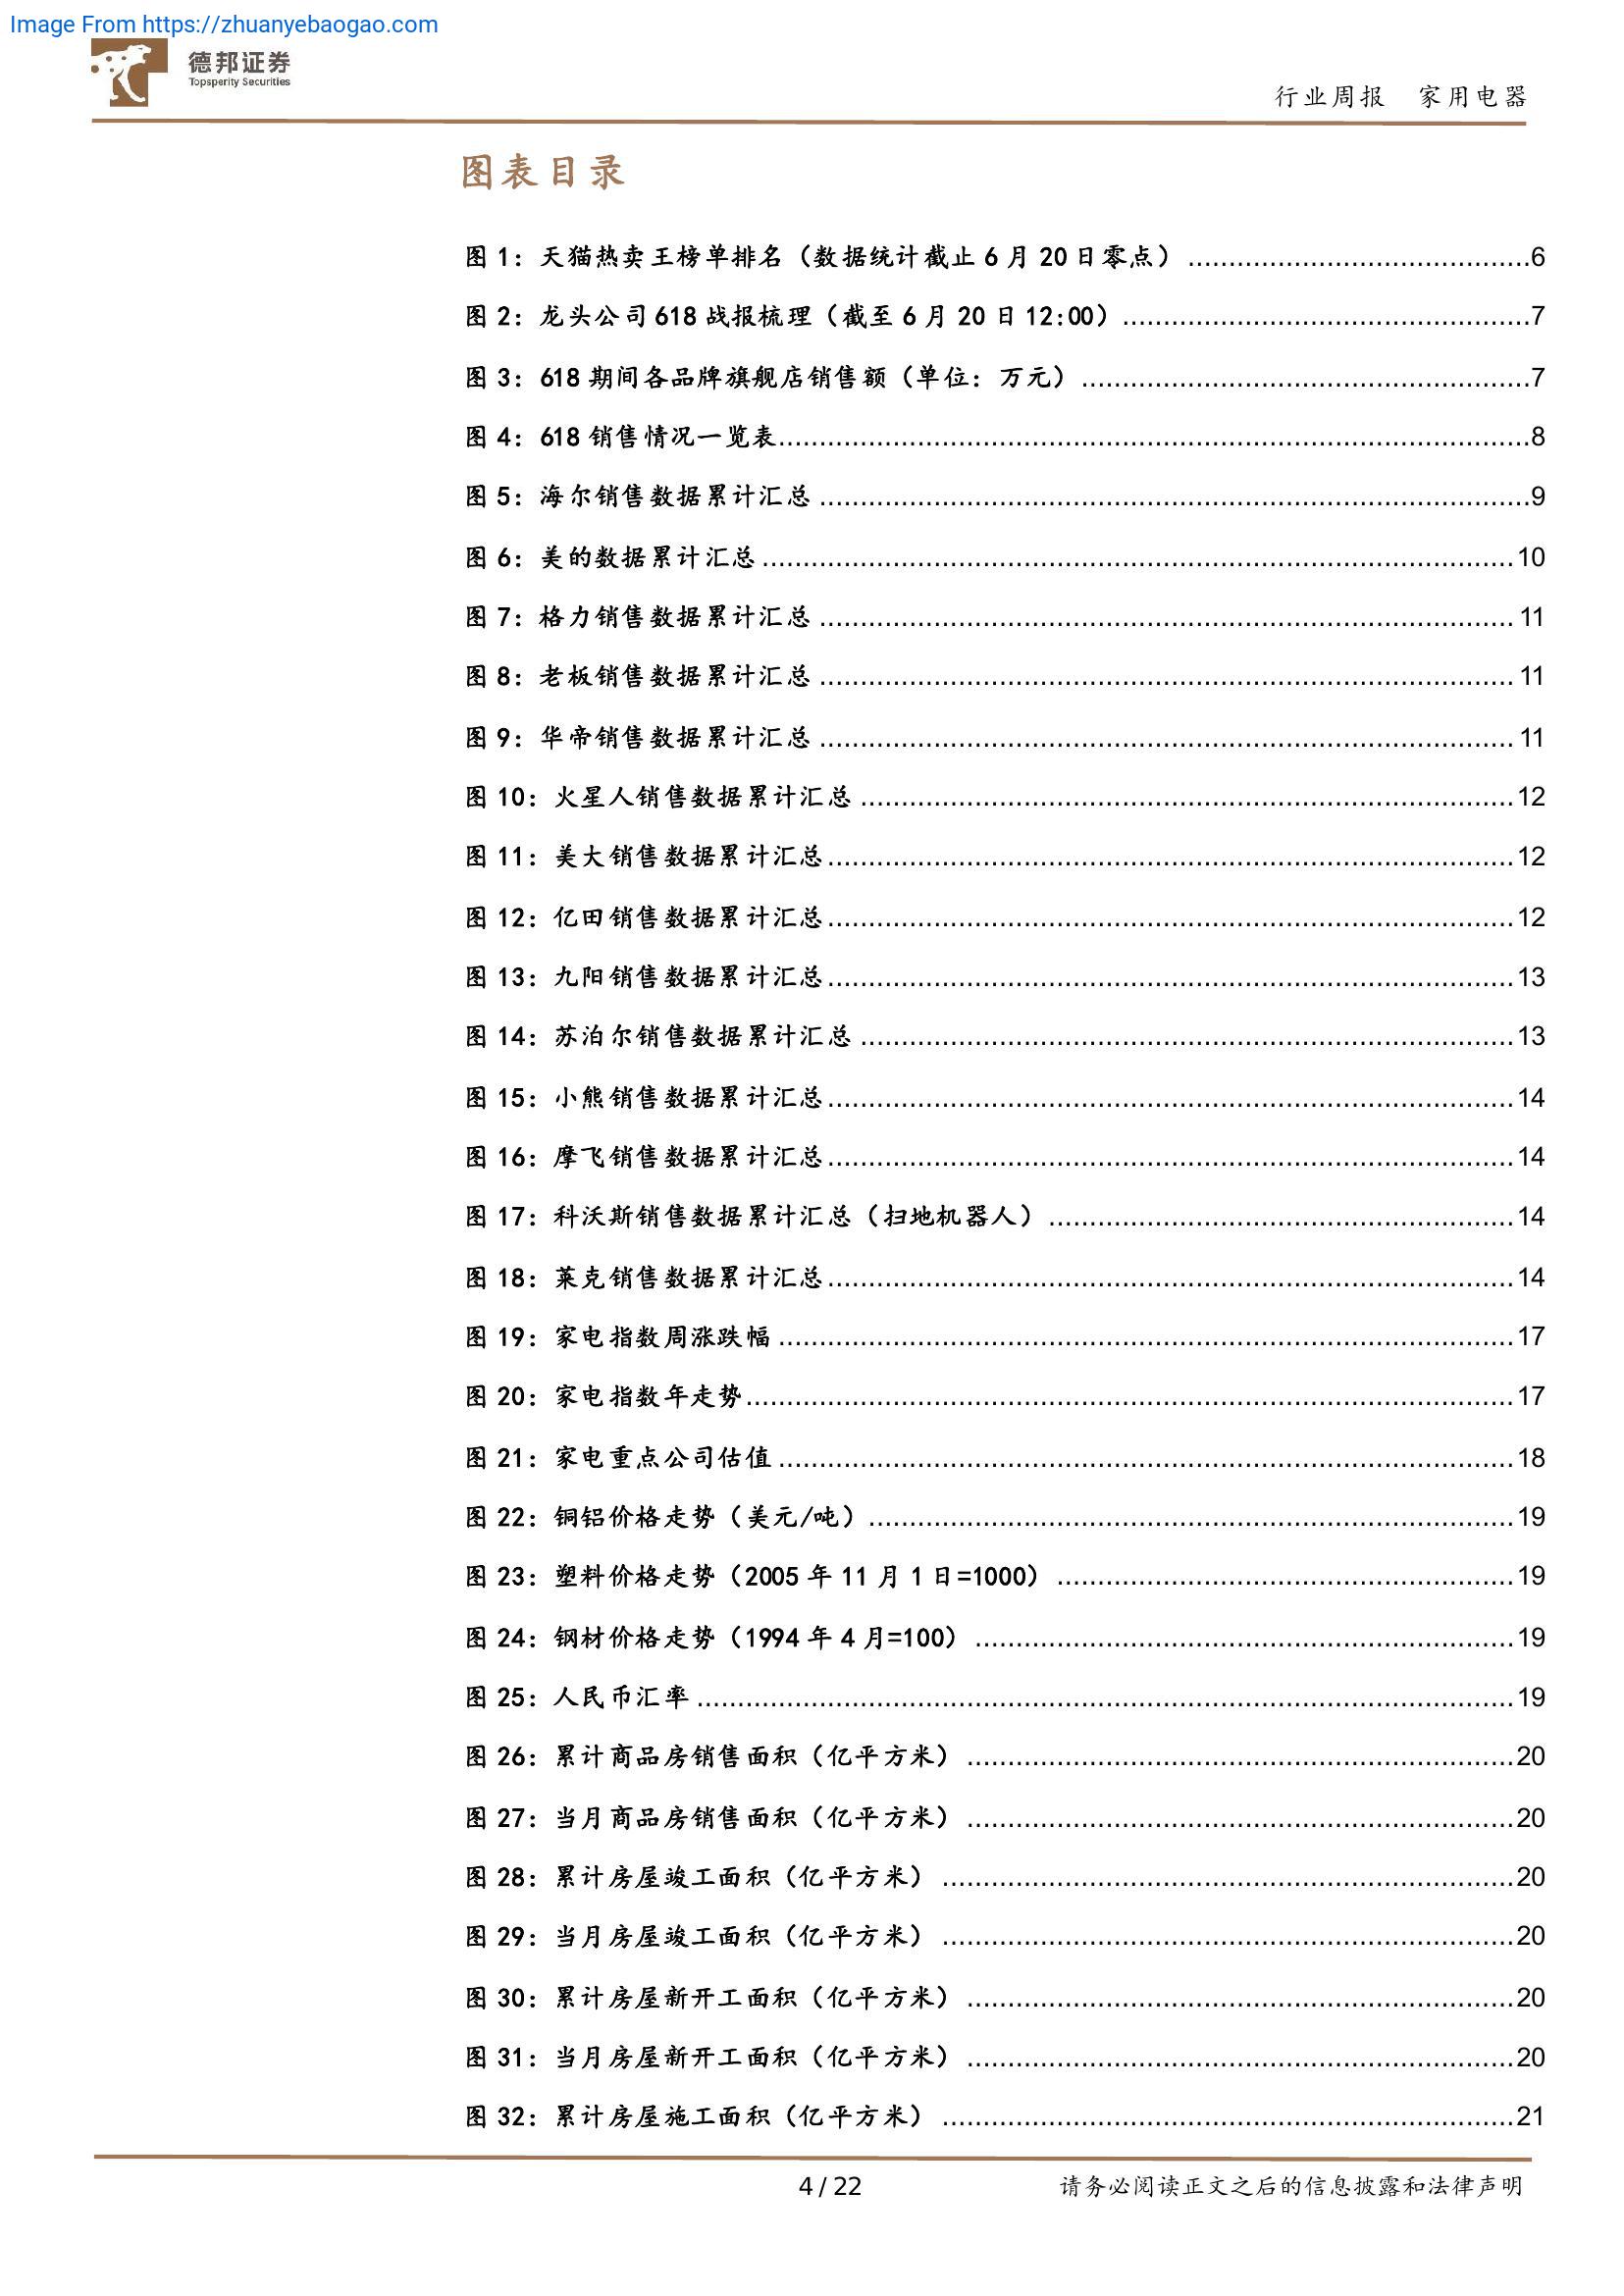 Image From https://zhuanyebaogao.com
德邦证券
Topsperity Securities
行业周报 家用电器
图表目录
图 1：天猫热卖王榜单排名（数据统计截止 6 月 20 日零点）..........................................6
图 2：龙头公司 618 战报梳理（截至 6 月 20 日 12:00）..................................................7
图 3：618 期间各品牌旗舰店销售额（单位：万元）.......................................................7
图 4：618 销售情况一览表............................................................................................8
图 5：海尔销售数据累计汇总.......................................................................................9
图 6：美的数据累计汇总............................................................................................10
图 7：格力销售数据累计汇总.....................................................................................11
图 8：老板销售数据累计汇总.....................................................................................11
图 9：华帝销售数据累计汇总.....................................................................................11
图 10：火星人销售数据累计汇总................................................................................12
图 11：美大销售数据累计汇总....................................................................................12
图 12：亿田销售数据累计汇总....................................................................................12
图 13：九阳销售数据累计汇总....................................................................................13
图 14：苏泊尔销售数据累计汇总................................................................................13
图 15：小熊销售数据累计汇总....................................................................................14
图 16：摩飞销售数据累计汇总....................................................................................14
图 17：科沃斯销售数据累计汇总（扫地机器人）.........................................................14
图 18：莱克销售数据累计汇总....................................................................................14
图 19：家电指数周涨跌幅..........................................................................................17
图 20：家电指数年走势..............................................................................................17
图 21：家电重点公司估值..........................................................................................18
图 22：铜铝价格走势（美元/吨）...............................................................................19
图 23：塑料价格走势（2005 年 11 月 1 日=1000）........................................................19
图 24：钢材价格走势（1994 年 4 月=100）..................................................................19
图 25：人民币汇率....................................................................................................19
图 26：累计商品房销售面积（亿平方米）...................................................................20
图 27：当月商品房销售面积（亿平方米）...................................................................20
图 28：累计房屋竣工面积（亿平方米）......................................................................20
图 29：当月房屋竣工面积（亿平方米）......................................................................20
图 30：累计房屋新开工面积（亿平方米）...................................................................20
图 31：当月房屋新开工面积（亿平方米）...................................................................20
图 32：累计房屋施工面积（亿平方米）......................................................................21
4 / 22
请务必阅读正文之后的信息披露和法律声明